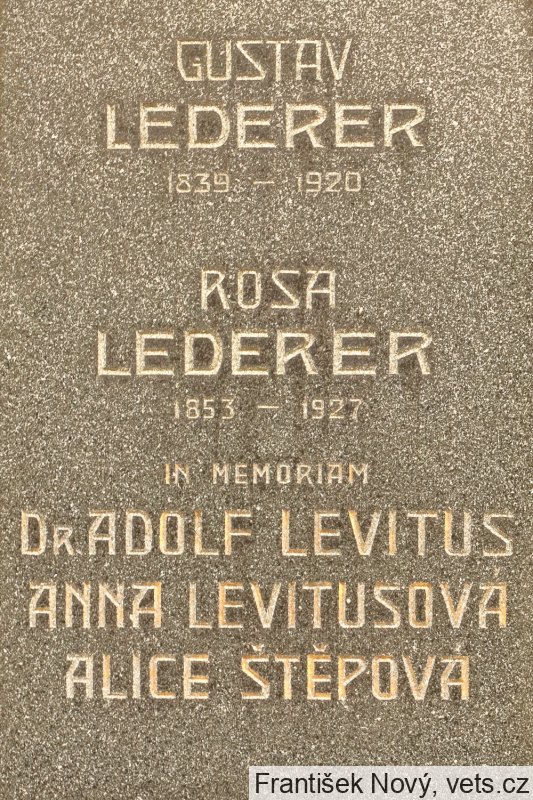 GUSTAV
LEDERER
1839 – 1920
ROSA
LEDERER
1853 – 1927
IN MEMORIAM
DR ADOLF LEVITUS
ANNA LEVITUSOVÁ
ALICE ŠTĚPOVÁ
František Nový, vets.cz